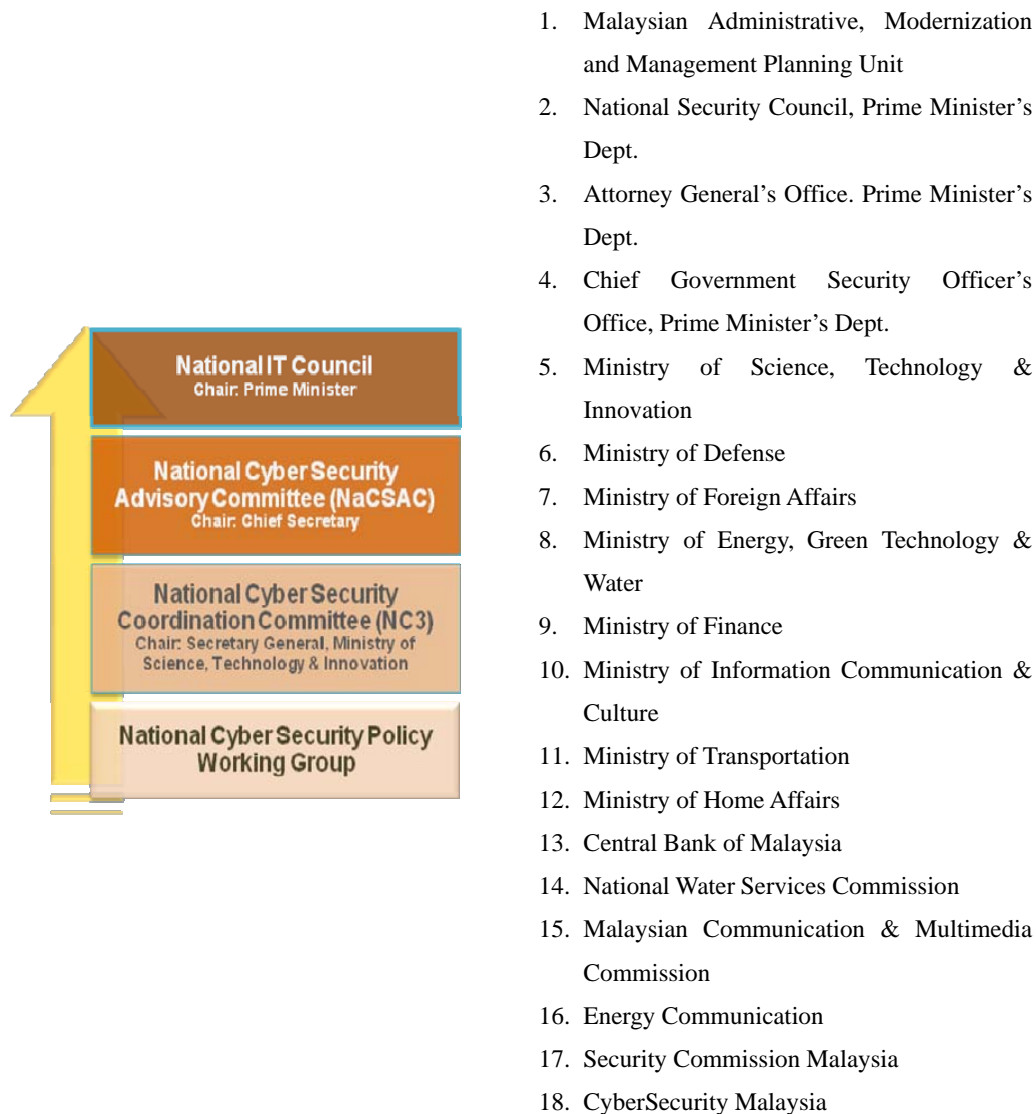 National IT Council
Chair: Prime Minister
National Cyber Security
Advisory Committee (NaCSAC)
Chair: Chief Secretary
National Cyber Security
Coordination Committee (NC3)
Chair: Secretary General, Ministry of
Science, Technology & Innovation
National Cyber Security Policy
Working Group
1. Malaysian Administrative, Modernization
and Management Planning Unit
2. National Security Council, Prime Minister’s
Dept.
3. Attorney General’s Office. Prime Minister’s
Dept.
4. Chief Government Security Officer’s
Office, Prime Minister’s Dept.
5. Ministry of Science, Technology &
Innovation
6. Ministry of Defense
7. Ministry of Foreign Affairs
8. Ministry of Energy, Green Technology &
Water
9. Ministry of Finance
10. Ministry of Information Communication &
Culture
11. Ministry of Transportation
12. Ministry of Home Affairs
13. Central Bank of Malaysia
14. National Water Services Commission
15. Malaysian Communication & Multimedia
Commission
16. Energy Communication
17. Security Commission Malaysia
18. CyberSecurity Malaysia